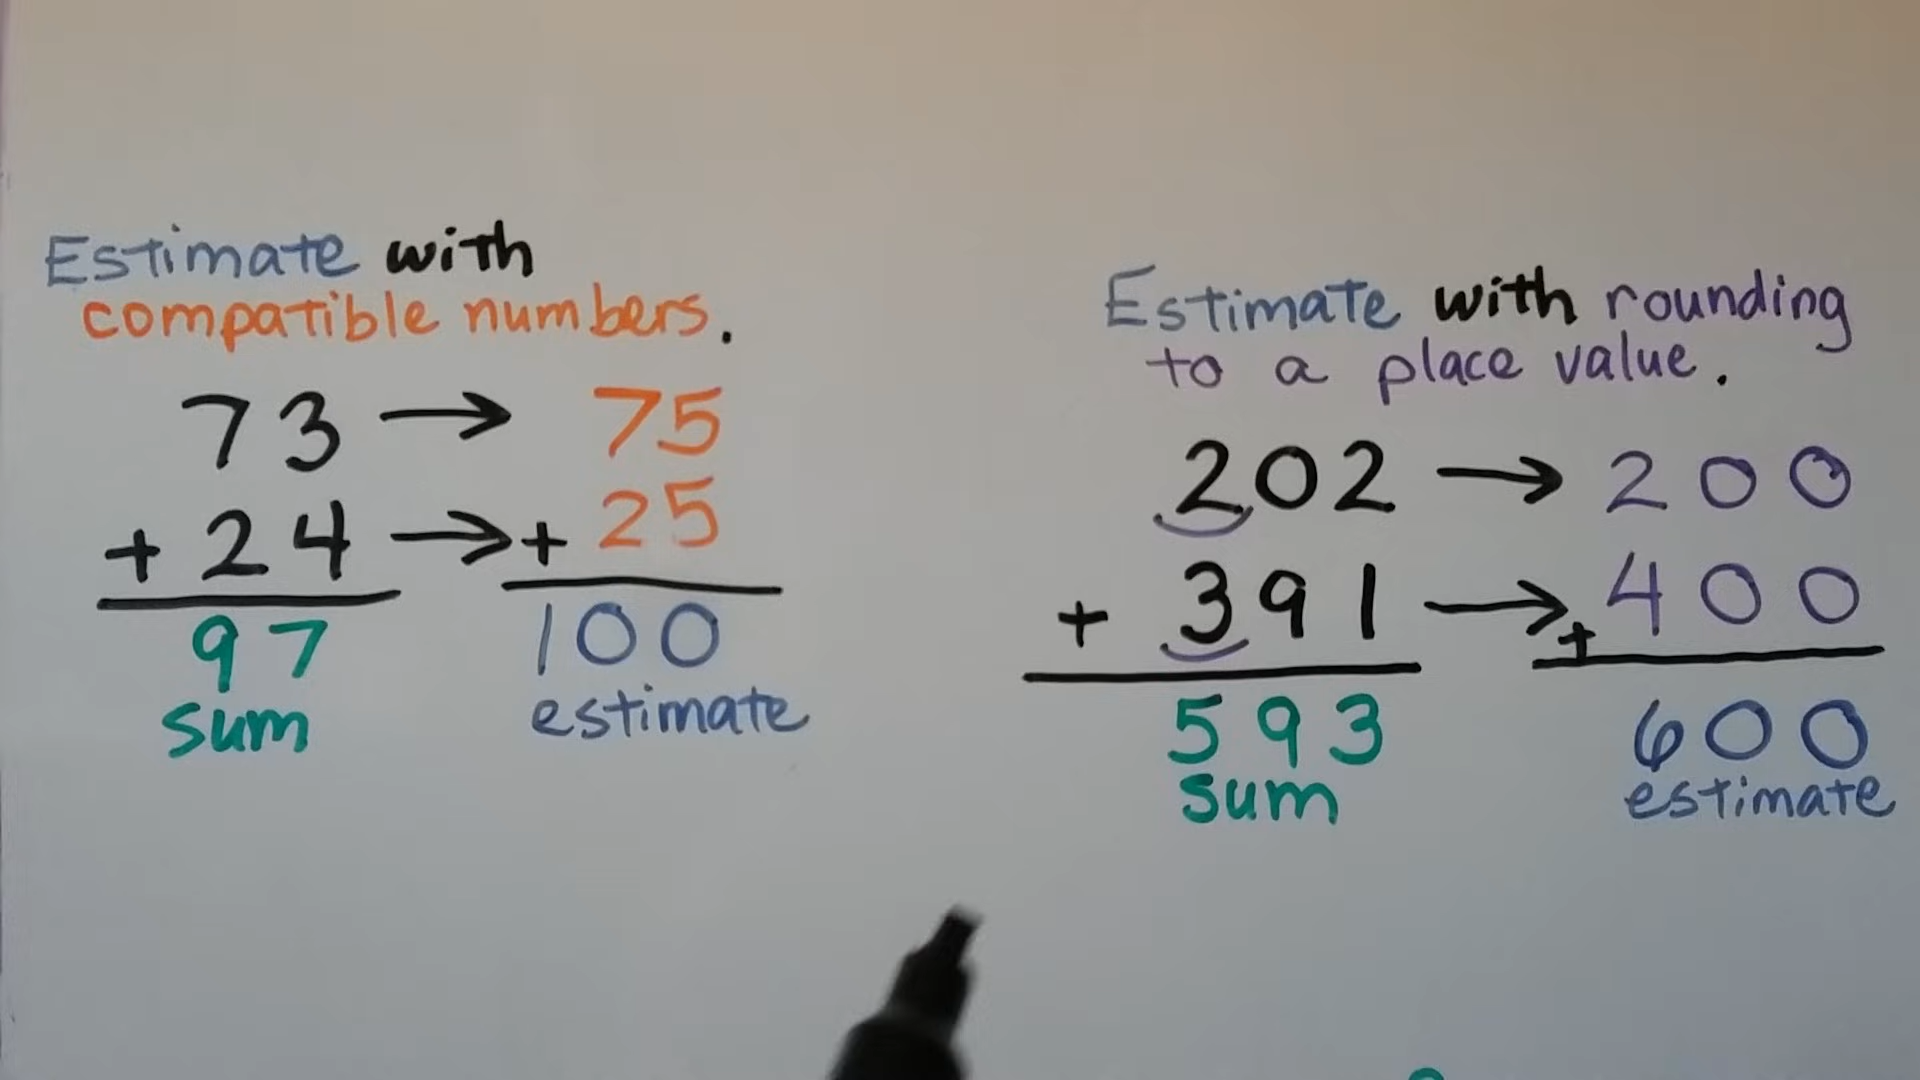 Estimate with
compatible numbers.
73 → 75
+ 24 → + 25
97 100
sum estimate
Estimate with rounding
to a place value.
202 → 200
+ 391 → + 400
593 600
sum estimate